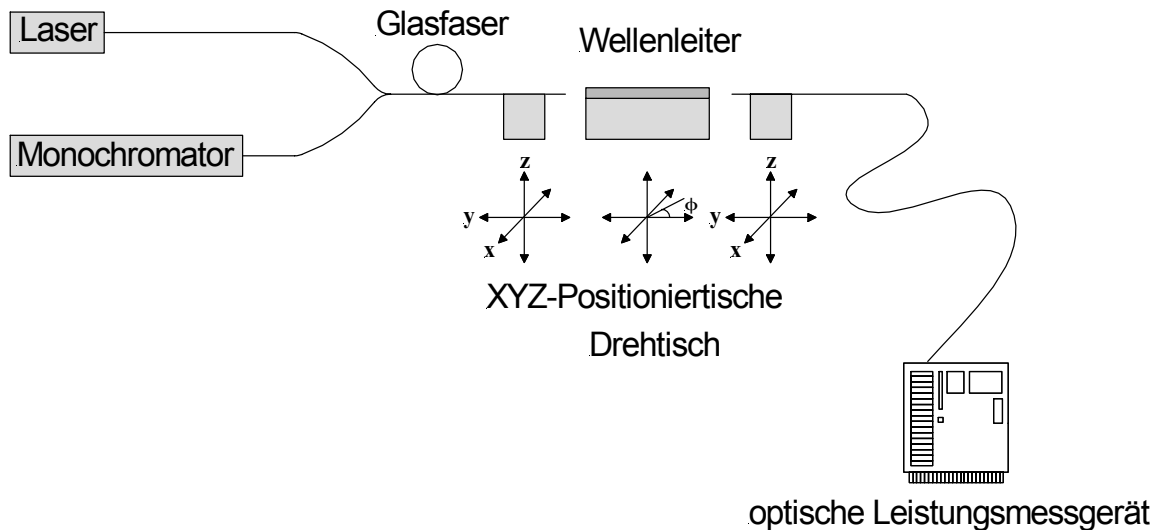 Laser
Glasfaser
Wellenleiter
Monochromator
z
y
x
ϕ
z
y
x
XYZ-Positioniertische
Drehtisch
optische Leistungsmessgerät